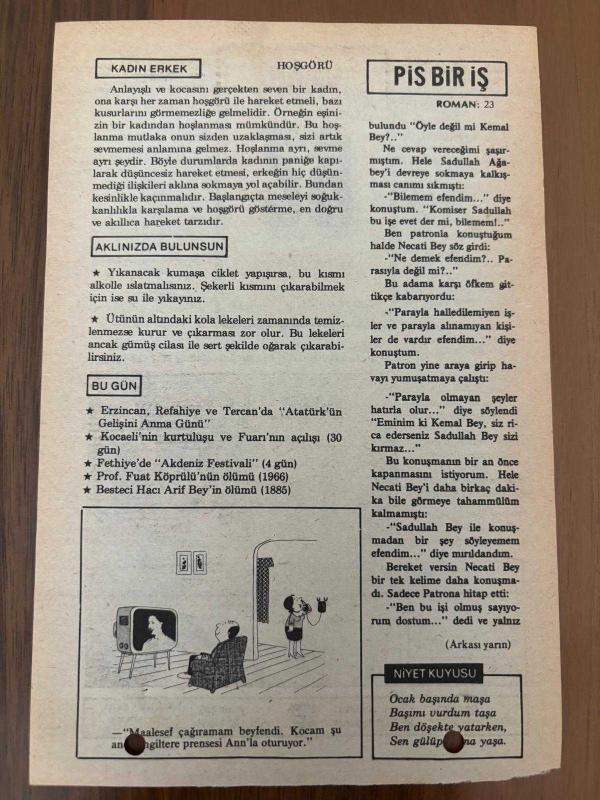 KADIN ERKEK
HOŞGÖRÜ
Anlayışlı ve kocasını gerçekten seven bir kadın,
ona karşı her zaman hoşgörü ile hareket etmeli, bazı
kusurlarını görmemezliğe gelmelidir. Örneğin eşini-
zin bir kadından hoşlanması mümkündür. Bu hoş-
lanma mutlaka onun sizden uzaklaşması, sizi artık
sevmemesi anlamına gelmez. Hoşlanma ayrı, sevme
ayrı şeydir. Böyle durumlarda kadının paniğe kapı-
larak düşüncesiz hareket etmesi, erkeğin hiç düşün-
mediği ilişkileri aklına sokmaya yol açabilir. Bundan
kesinlikle kaçınmalıdır. Başlangıçta meseleyi soğuk-
kanlılıkla karşılama ve hoşgörü gösterme, en doğru
ve akıllıca hareket tarzıdır.
AKLINIZDA BULUNSUN
★ Yıkanacak kumaşa ciklet yapışırsa, bu kısmı
alkolle ıslatmalısınız. Şekerli kısmını çıkarabilmek
için ise su ile yıkayınız.
★ Ütünün altındaki kola lekeleri zamanında temiz-
lenmezse kurur ve çıkarması zor olur. Bu lekeleri
ancak gümüş cilası ile sert şekilde oğarak çıkarabi-
lirsiniz.
BU GÜN
★ Erzincan, Refahiye ve Tercan'da "Atatürk'ün
Gelişini Anma Günü"
★ Kocaeli'nin kurtuluşu ve Fuarı'nın açılışı (30
gün)
★ Fethiye'de "Akdeniz Festivali" (4 gün)
★ Prof. Fuat Köprülü'nün ölümü (1966)
★ Besteci Hacı Arif Bey'in ölümü (1885)
—"Maalesef çağıramam beyfendi. Kocam şu
an İngiltere prensesi Ann'la oturuyor."
PİS BİR İŞ
ROMAN: 23
bulundu "Öyle değil mi Kemal
Bey?.."
Ne cevap vereceğimi şaşır-
mıştım. Hele Sadullah Ağa-
bey'i devreye sokmaya kalkış-
ması canımı sıkmıştı:
-"Bilemem efendim..." diye
konuştum. "Komiser Sadullah
bu işe evet der mi, bilemem!.."
Ben patronla konuştuğum
halde Necati Bey söz girdi:
-"Ne demek efendim?.. Pa-
rasıyla değil mi?.."
Bu adama karşı öfkem git-
tikçe kabarıyordu:
-"Parayla halledilemiyen iş-
ler ve parayla alınamıyan kişi-
ler de vardır efendim..." diye
konuştum.
Patron yine araya girip ha-
vayı yumuşatmaya çalıştı:
-"Parayla olmayan şeyler
hatırla olur..." diye söylendi
"Eminim ki Kemal Bey, siz ri-
ca ederseniz Sadullah Bey sizi
kırmaz..."
Bu konuşmanın bir an önce
kapanmasını istiyorum. Hele
Necati Bey'i daha birkaç daki-
ka bile görmeye tahammülüm
kalmamıştı:
-"Sadullah Bey ile konuş-
madan bir şey söyleyemem
efendim..." diye mırıldandım.
Bereket versin Necati Bey
bir tek kelime daha konuşma-
dı. Sadece Patrona hitap etti:
-"Ben bu işi olmuş sayıyo-
rum dostum..." dedi ve yalnız
(Arkası yarın)
NİYET KUYUSU
Ocak başında maşa
Başımı vurdum taşa
Ben döşekte yatarken,
Sen yaşa.